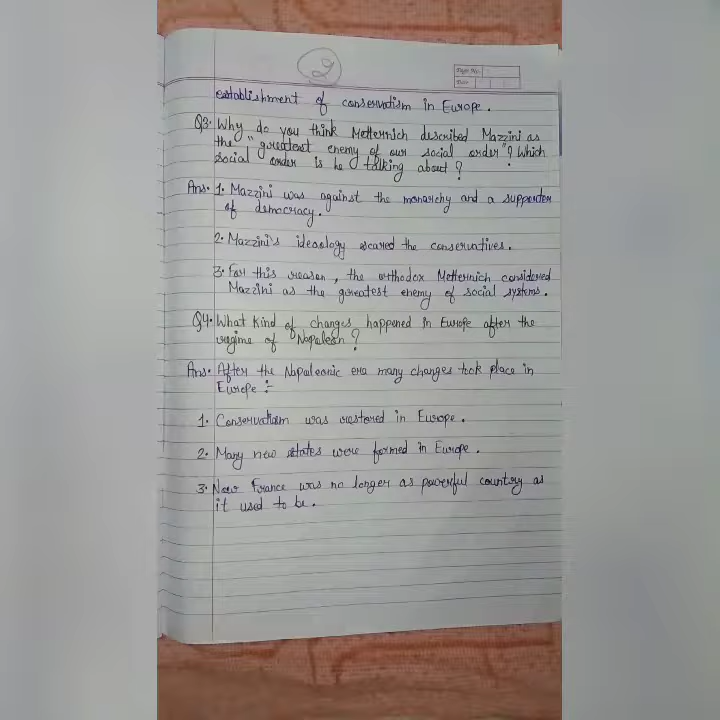 2
Page No.
Date
establishment of conservatism in Europe.
Q3. Why do you think Metternich described Mazzini as
the "greatest enemy of our social order"? Which
social order is he talking about?
Ans. 1. Mazzini was against the monarchy and a supporter
of democracy.
2. Mazzini's ideology scared the conservatives.
3. For this reason, the orthodox Metternich considered
Mazzini as the greatest enemy of social systems.
Q4. What kind of changes happened in Europe after the
regime of Napolean?
Ans. After the Napoleonic era many changes took place in
Europe :-
1. Conservatism was restored in Europe.
2. Many new states were formed in Europe.
3. Now France was no longer as powerful country as
it used to be.